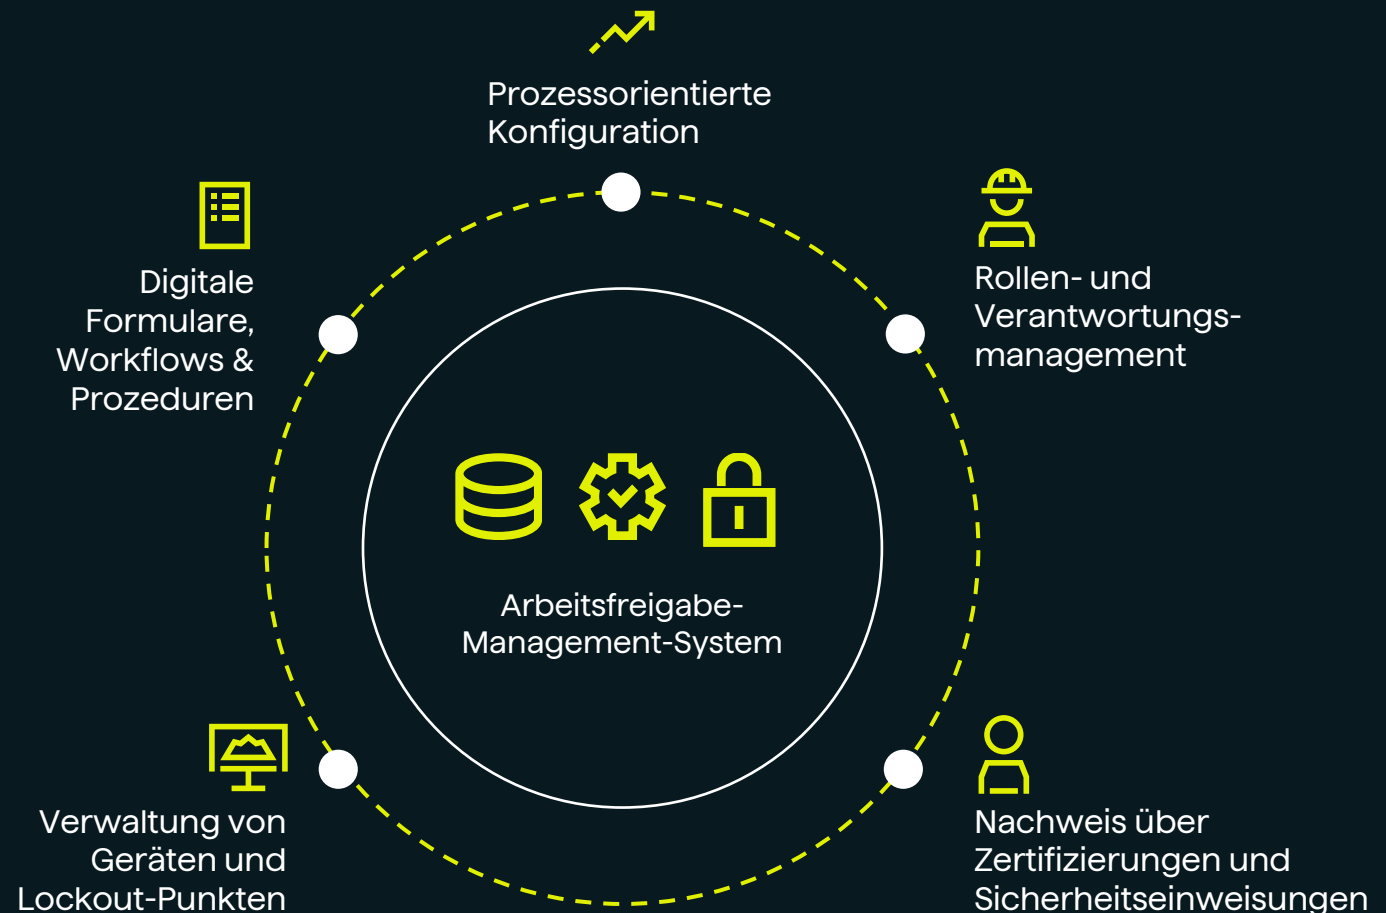 Prozessorientierte
Konfiguration
Digitale
Formulare,
Workflows &
Prozeduren
Rollen- und
Verantwortungs-
management
Arbeitsfreigabe-
Management-System
Verwaltung von
Geräten und
Lockout-Punkten
Nachweis über
Zertifizierungen und
Sicherheitseinweisungen